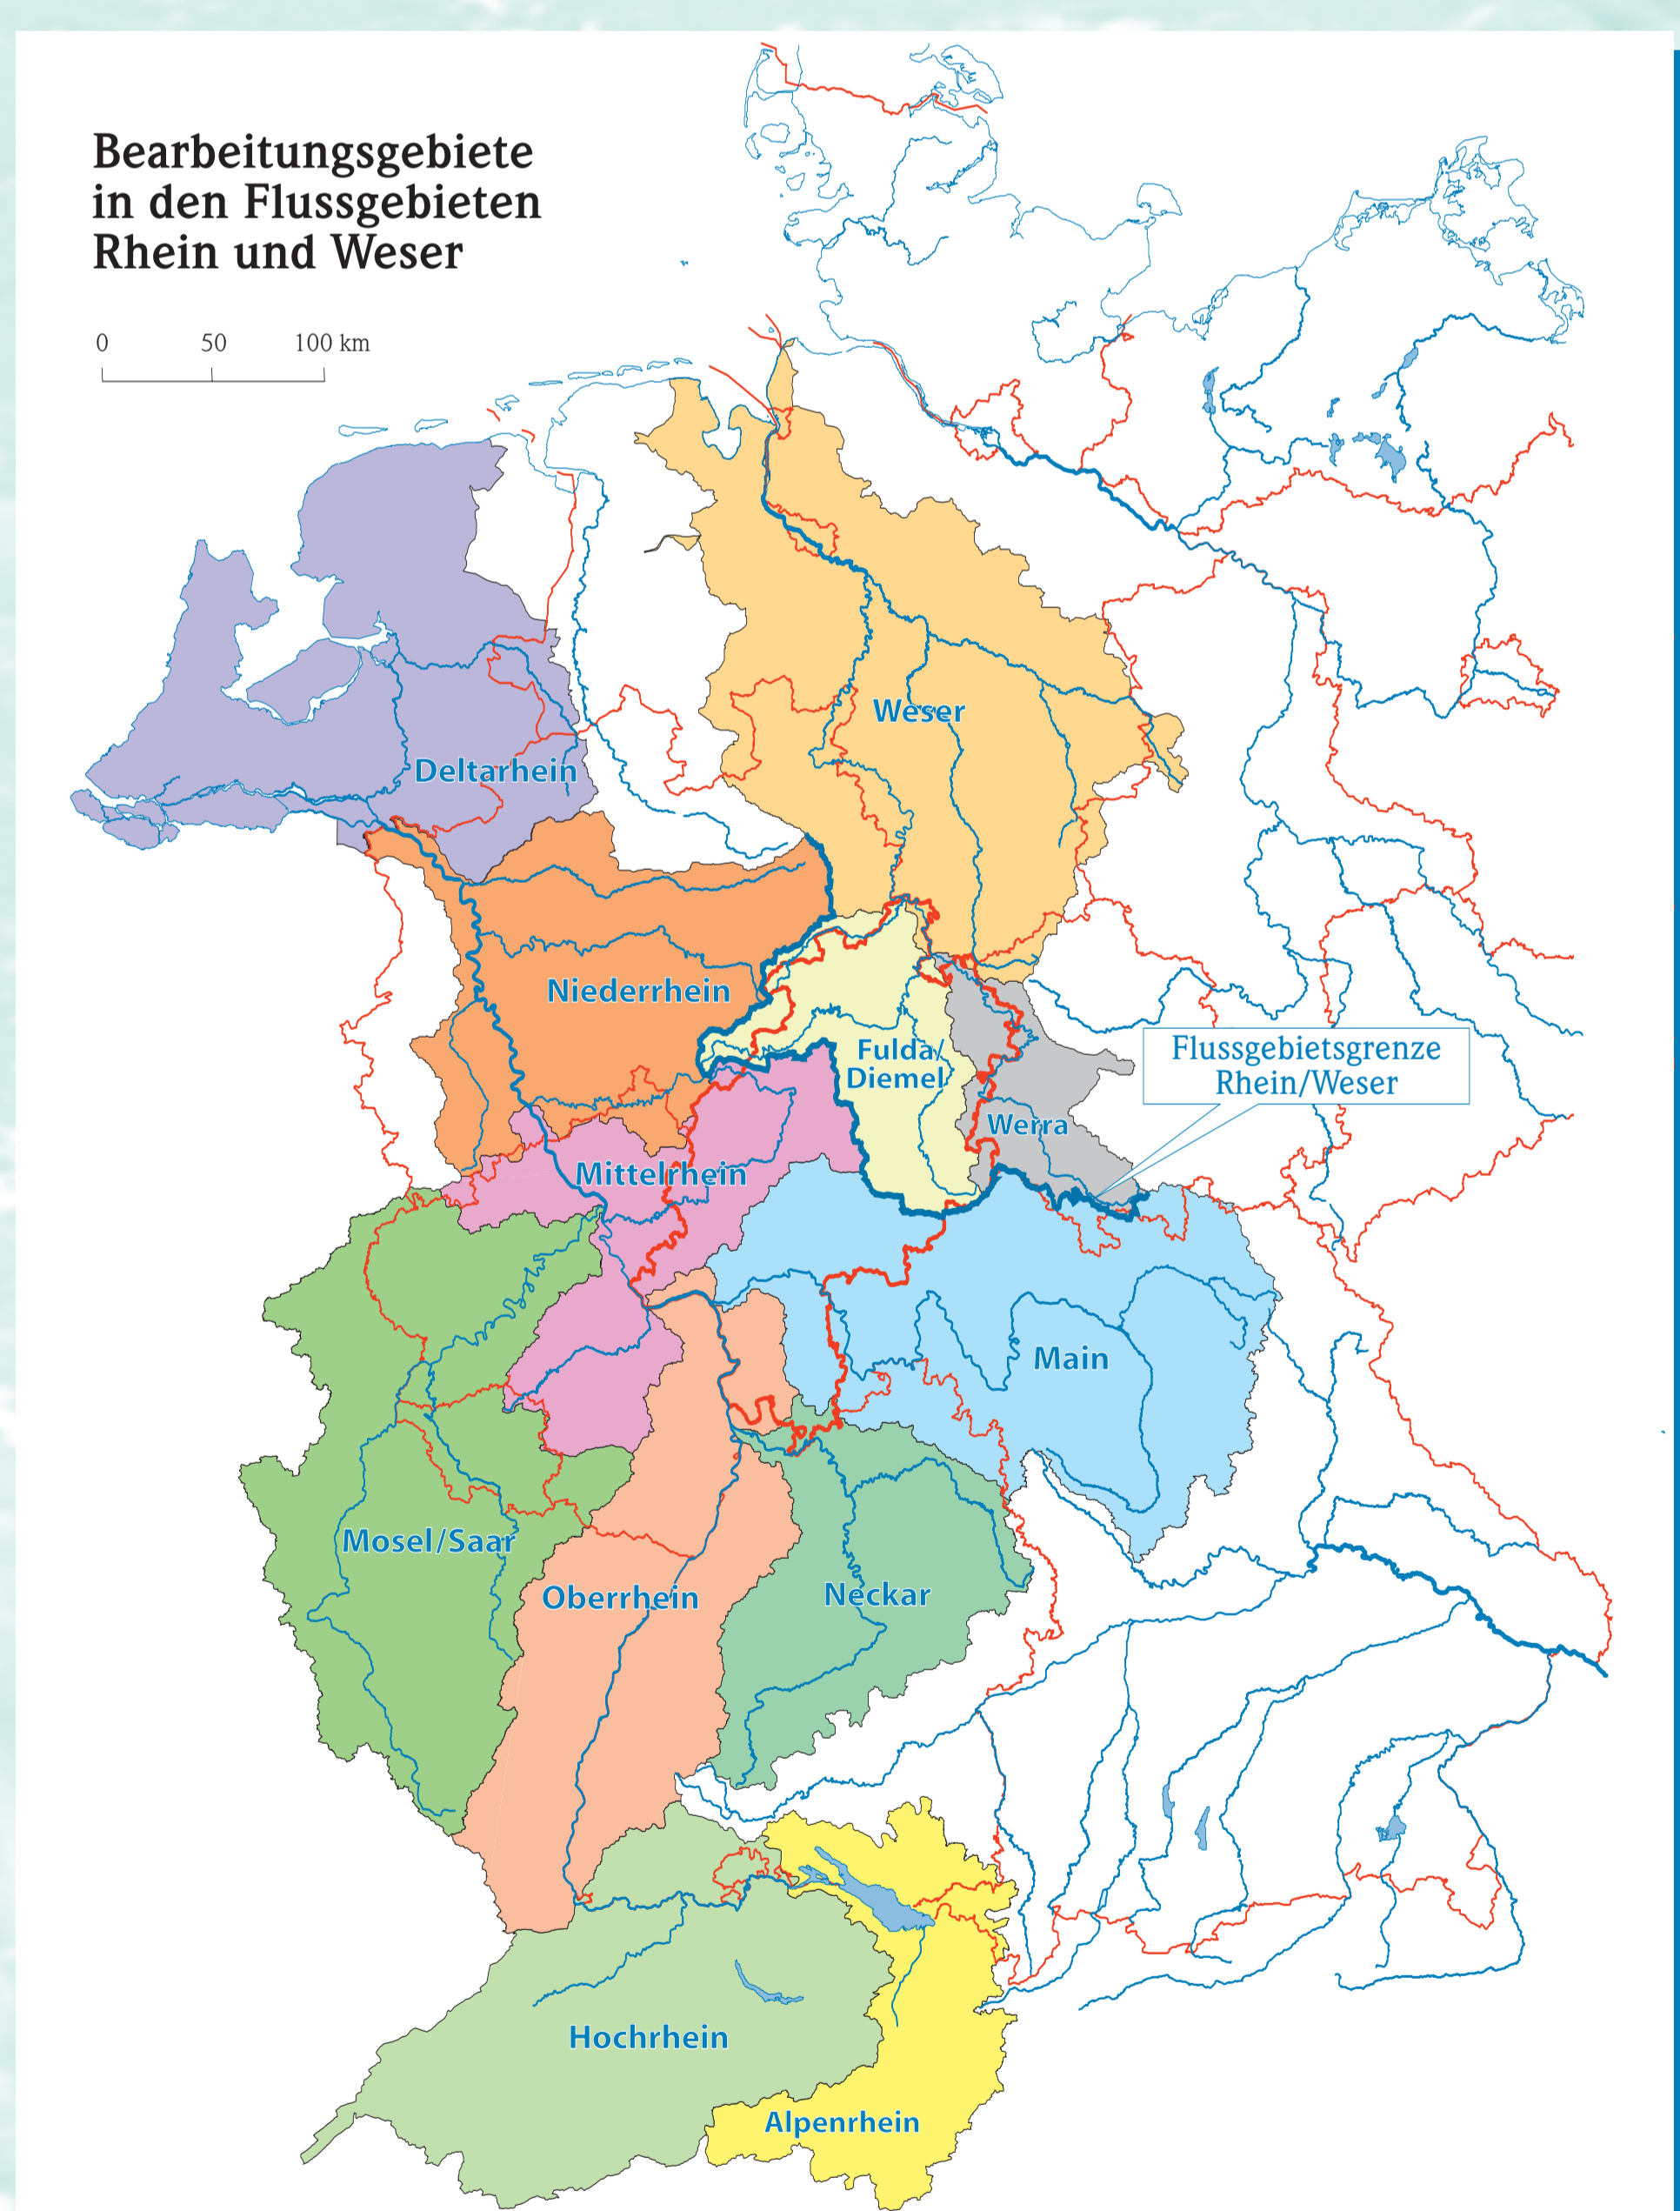 Bearbeitungsgebiete
in den Flussgebieten
Rhein und Weser
0 50 100 km
Weser
Deltarhein
Niederrhein
Fulda/
Diemel
Flussgebietsgrenze
Rhein/Weser
Werra
Mittelrhein
Main
Mosel/Saar
Oberrhein
Neckar
Hochrhein
Alpenrhein